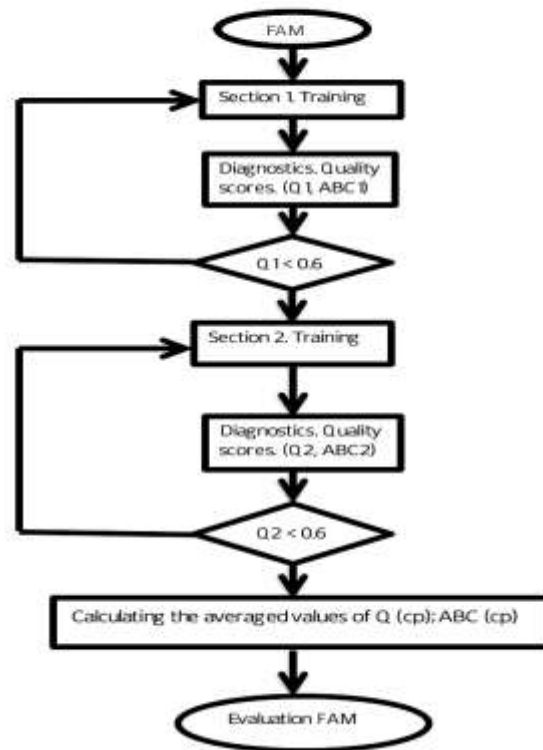 FAM
Section 1. Training
Diagnostics. Quality
scores. (Q1, ABC1)
Q1 < 0.6
Section 2. Training
Diagnostics. Quality
scores. (Q2, ABC2)
Q2 < 0.6
Calculating the averaged values of Q (cp); ABC (cp)
Evaluation FAM